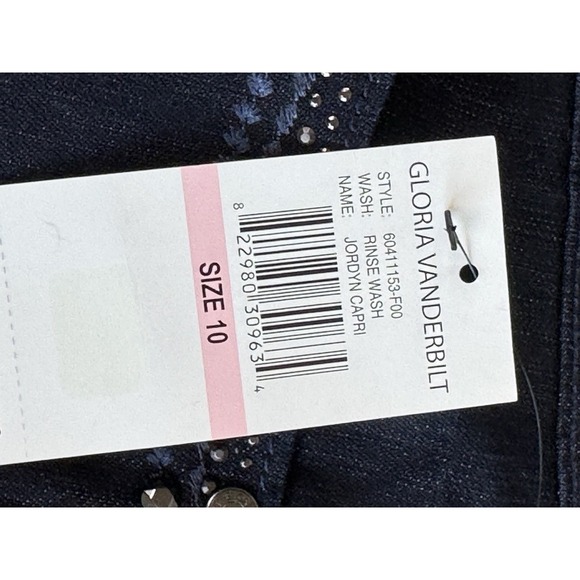 GLORIA VANDERBILT
STYLE: 60411153-F00
WASH: RINSE WASH
NAME: JORDYN CAPRI
8 22980 30963 4
SIZE 10